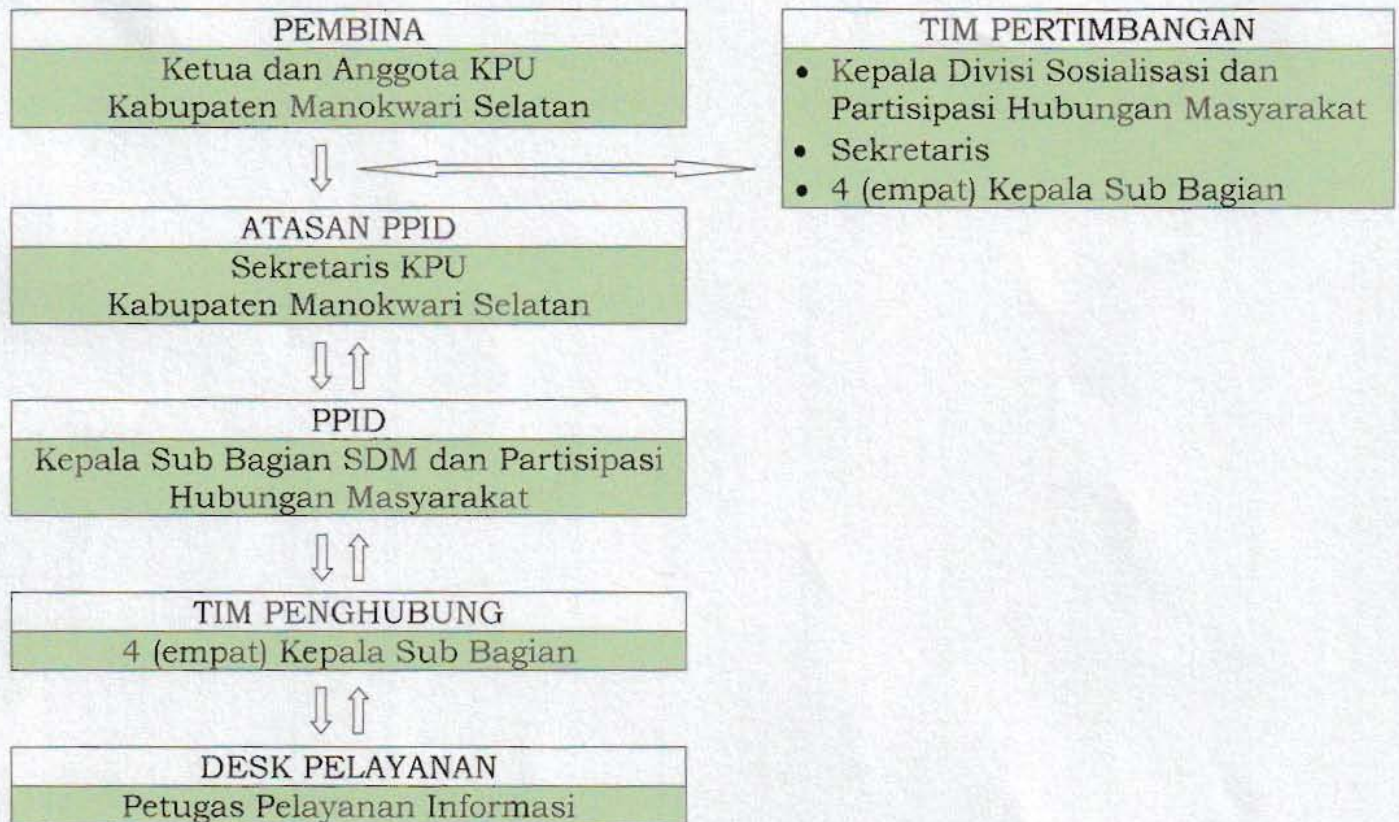 PEMBINA
Ketua dan Anggota KPU
Kabupaten Manokwari Selatan
TIM PERTIMBANGAN
• Kepala Divisi Sosialisasi dan
Partisipasi Hubungan Masyarakat
• Sekretaris
• 4 (empat) Kepala Sub Bagian
ATASAN PPID
Sekretaris KPU
Kabupaten Manokwari Selatan
PPID
Kepala Sub Bagian SDM dan Partisipasi
Hubungan Masyarakat
TIM PENGHUBUNG
4 (empat) Kepala Sub Bagian
DESK PELAYANAN
Petugas Pelayanan Informasi